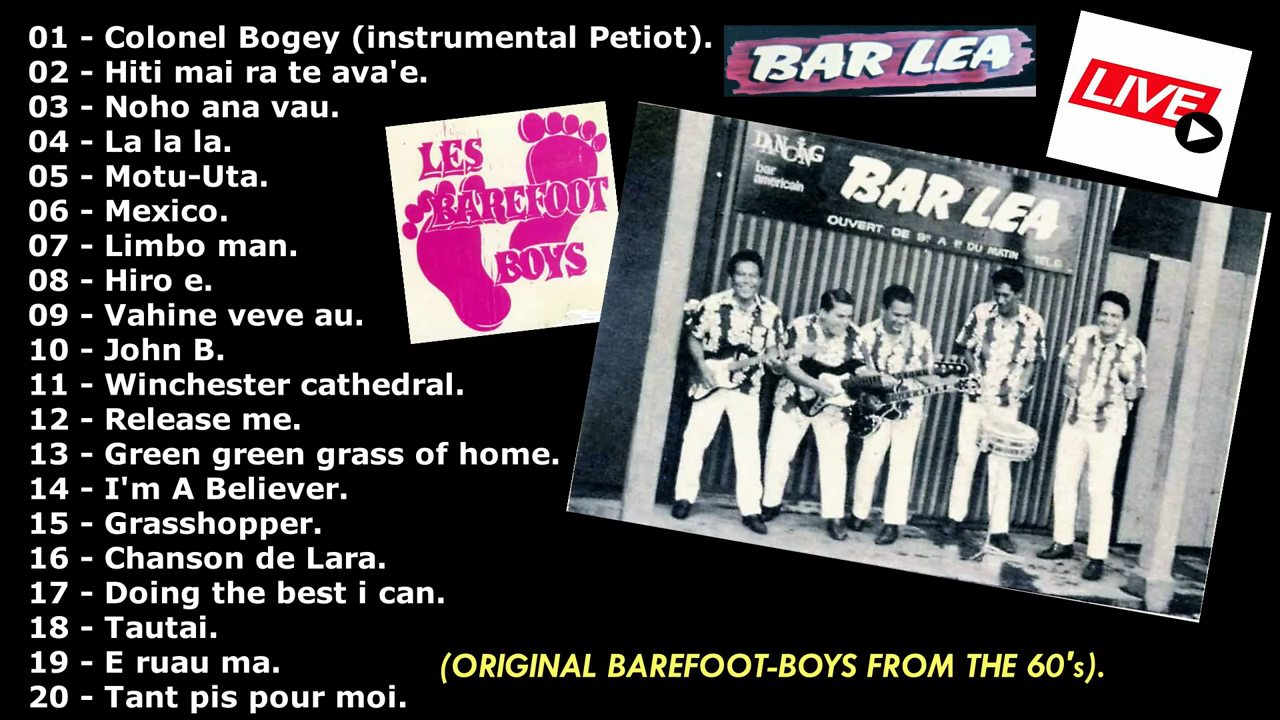 01 - Colonel Bogey (instrumental Petiot).
02 - Hiti mai ra te ava'e.
03 - Noho ana vau.
04 - La la la.
05 - Motu-Uta.
06 - Mexico.
07 - Limbo man.
08 - Hiro e.
09 - Vahine veve au.
10 - John B.
11 - Winchester cathedral.
12 - Release me.
13 - Green green grass of home.
14 - I'm A Believer.
15 - Grasshopper.
16 - Chanson de Lara.
17 - Doing the best i can.
18 - Tautai.
19 - E ruau ma.
20 - Tant pis pour moi.
BAR LEA
LIVE
LES
BAREFOOT
BOYS
DANCING
bar
americain
BAR LEA
OUVERT DE 9H A 1H DU MATIN
(ORIGINAL BAREFOOT-BOYS FROM THE 60's).